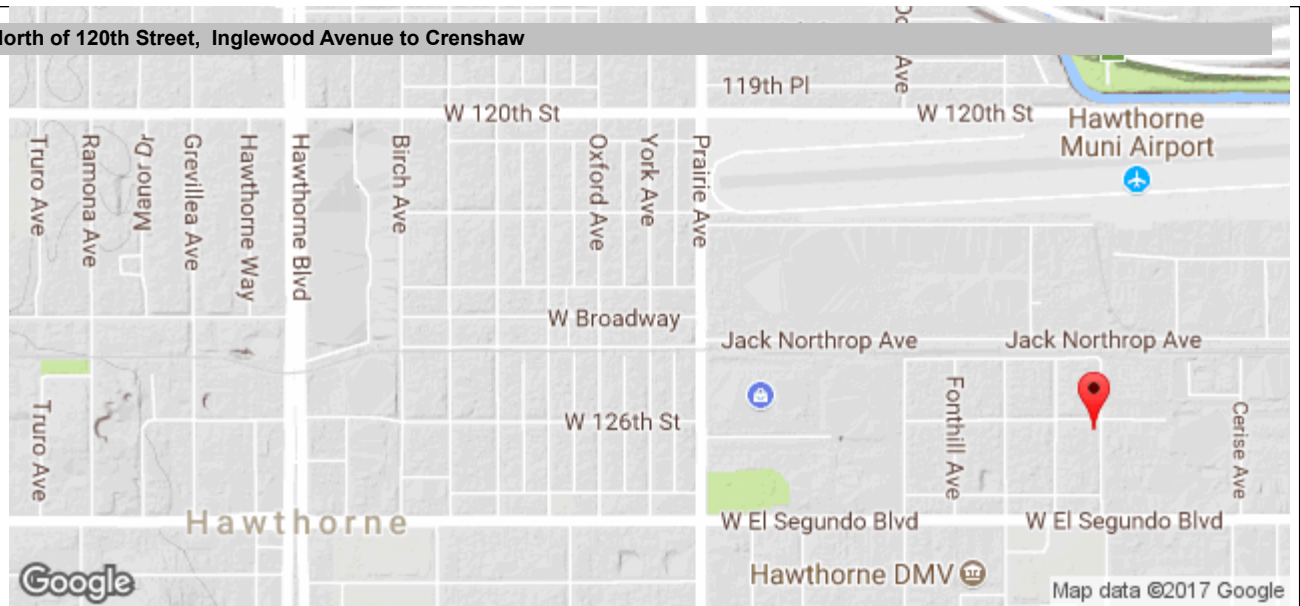 North of 120th Street, Inglewood Avenue to Crenshaw
119th Pl
W 120th St
W 120th St
Hawthorne
Muni Airport
Truro Ave
Ramona Ave
Manor Dr
Grevillea Ave
Hawthorne Way
Hawthorne Blvd
Birch Ave
Oxford Ave
York Ave
Prairie Ave
W Broadway
Jack Northrop Ave
Jack Northrop Ave
Truro Ave
W 126th St
Fonthill Ave
Cerise Ave
Hawthorne
W El Segundo Blvd
W El Segundo Blvd
Hawthorne DMV
Google
Map data ©2017 Google